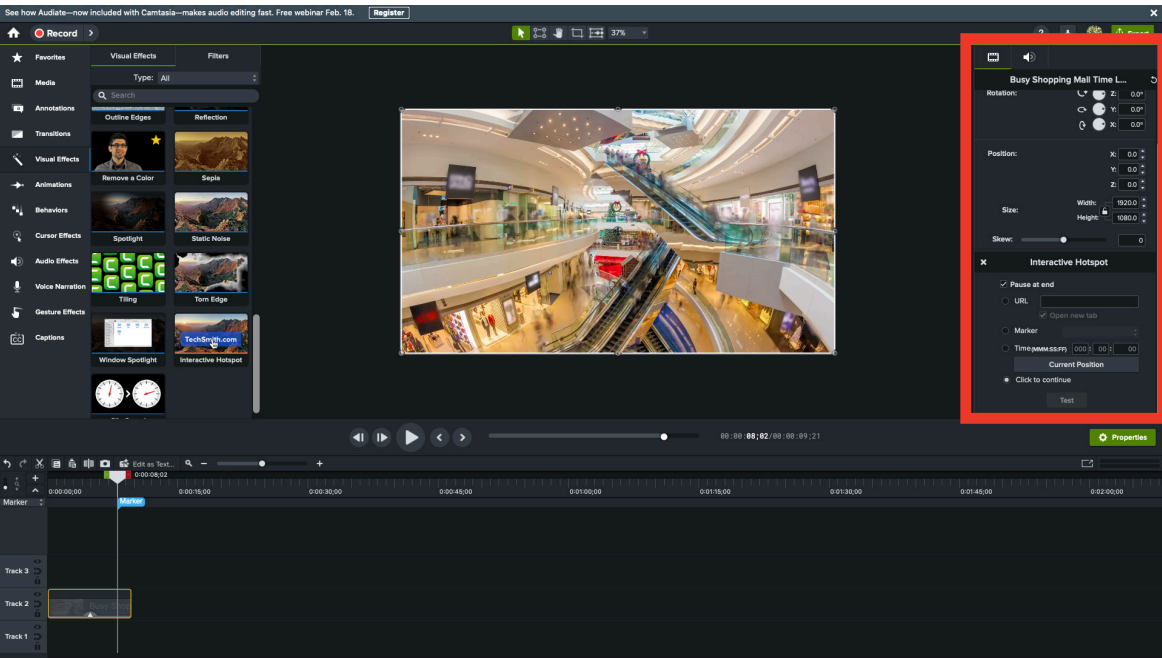 See how Audiate—now included with Camtasia—makes audio editing fast. Free webinar Feb. 18. Register
Record
37%
Export
Favorites
Media
Annotations
Transitions
Visual Effects
Animations
Behaviors
Cursor Effects
Audio Effects
Voice Narration
Gesture Effects
Captions
Visual Effects Filters
Type: All
Search
Outline Edges Reflection
Remove a Color Sepia
Spotlight Static Noise
Tiling Torn Edge
TechSmith.com
Window Spotlight Interactive Hotspot
Busy Shopping Mall Time L...
Rotation: Z: 0.0°
Y: 0.0°
X: 0.0°
Position: X: 0.0
Y: 0.0
Z: 0.0
Size: Width: 1920.0
Height: 1080.0
Skew: 0
Interactive Hotspot
Pause at end
URL
Open new tab
Marker
Time (MMM:SS:FF) 000 : 00 : 00
Current Position
Click to continue
Test
00:00:08;02/00:00:09;21
Properties
Edit as Text...
0:00:08;02
0:00:00;00 0:00:15;00 0:00:30;00 0:00:45;00 0:01:00;00 0:01:15;00 0:01:30;00 0:01:45;00 0:02:00;00
Marker Marker
Track 3
Track 2 Busy Shop
Track 1